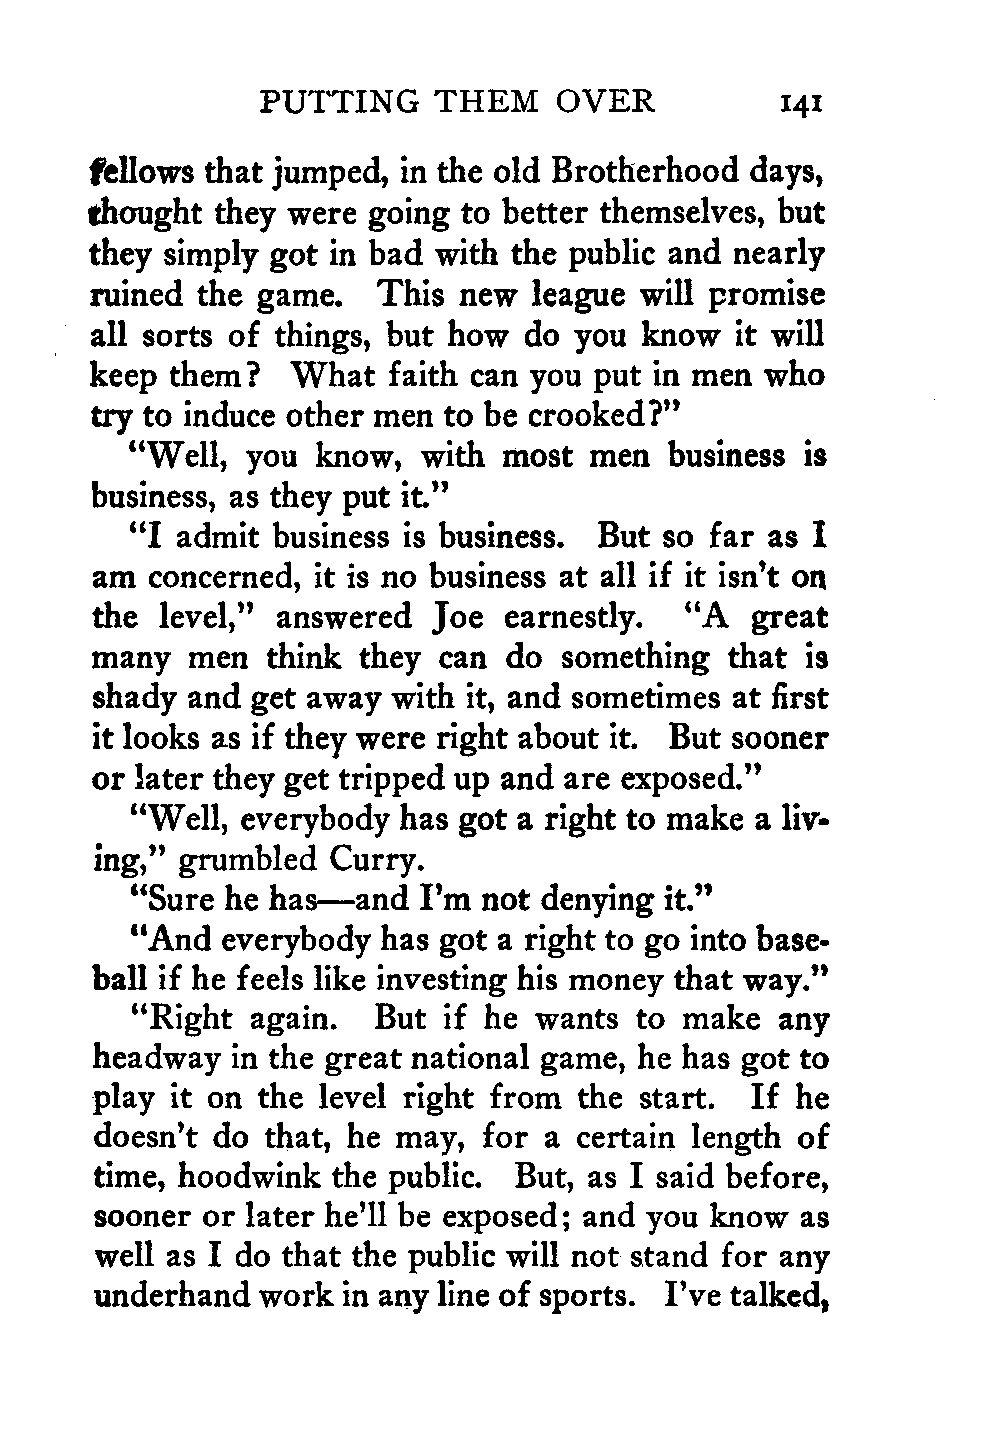 PUTTING THEM OVER 141
fellows that jumped, in the old Brotherhood days,
thought they were going to better themselves, but
they simply got in bad with the public and nearly
ruined the game. This new league will promise
all sorts of things, but how do you know it will
keep them? What faith can you put in men who
try to induce other men to be crooked?"
"Well, you know, with most men business is
business, as they put it."
"I admit business is business. But so far as I
am concerned, it is no business at all if it isn't on
the level," answered Joe earnestly. "A great
many men think they can do something that is
shady and get away with it, and sometimes at first
it looks as if they were right about it. But sooner
or later they get tripped up and are exposed."
"Well, everybody has got a right to make a liv-
ing," grumbled Curry.
"Sure he has—and I'm not denying it."
"And everybody has got a right to go into base-
ball if he feels like investing his money that way."
"Right again. But if he wants to make any
headway in the great national game, he has got to
play it on the level right from the start. If he
doesn't do that, he may, for a certain length of
time, hoodwink the public. But, as I said before,
sooner or later he'll be exposed; and you know as
well as I do that the public will not stand for any
underhand work in any line of sports. I've talked,